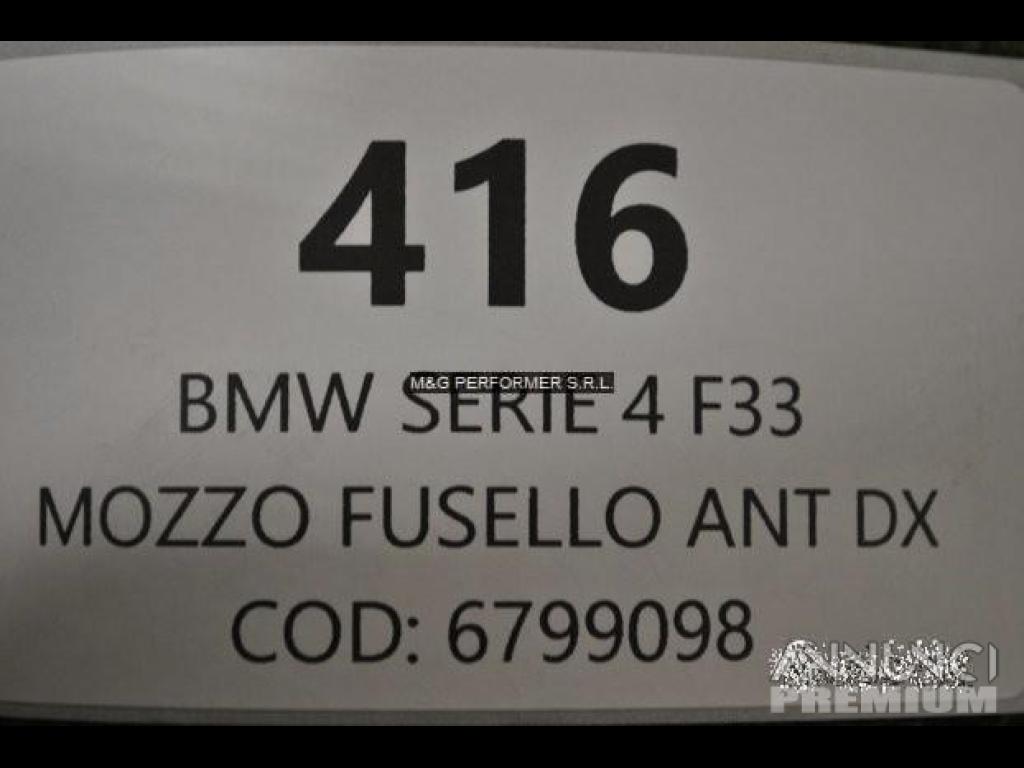 416
M&G PERFORMER S.R.L.
BMW SERIE 4 F33
MOZZO FUSELLO ANT DX
COD: 6799098
ANNUNCI
PREMIUM